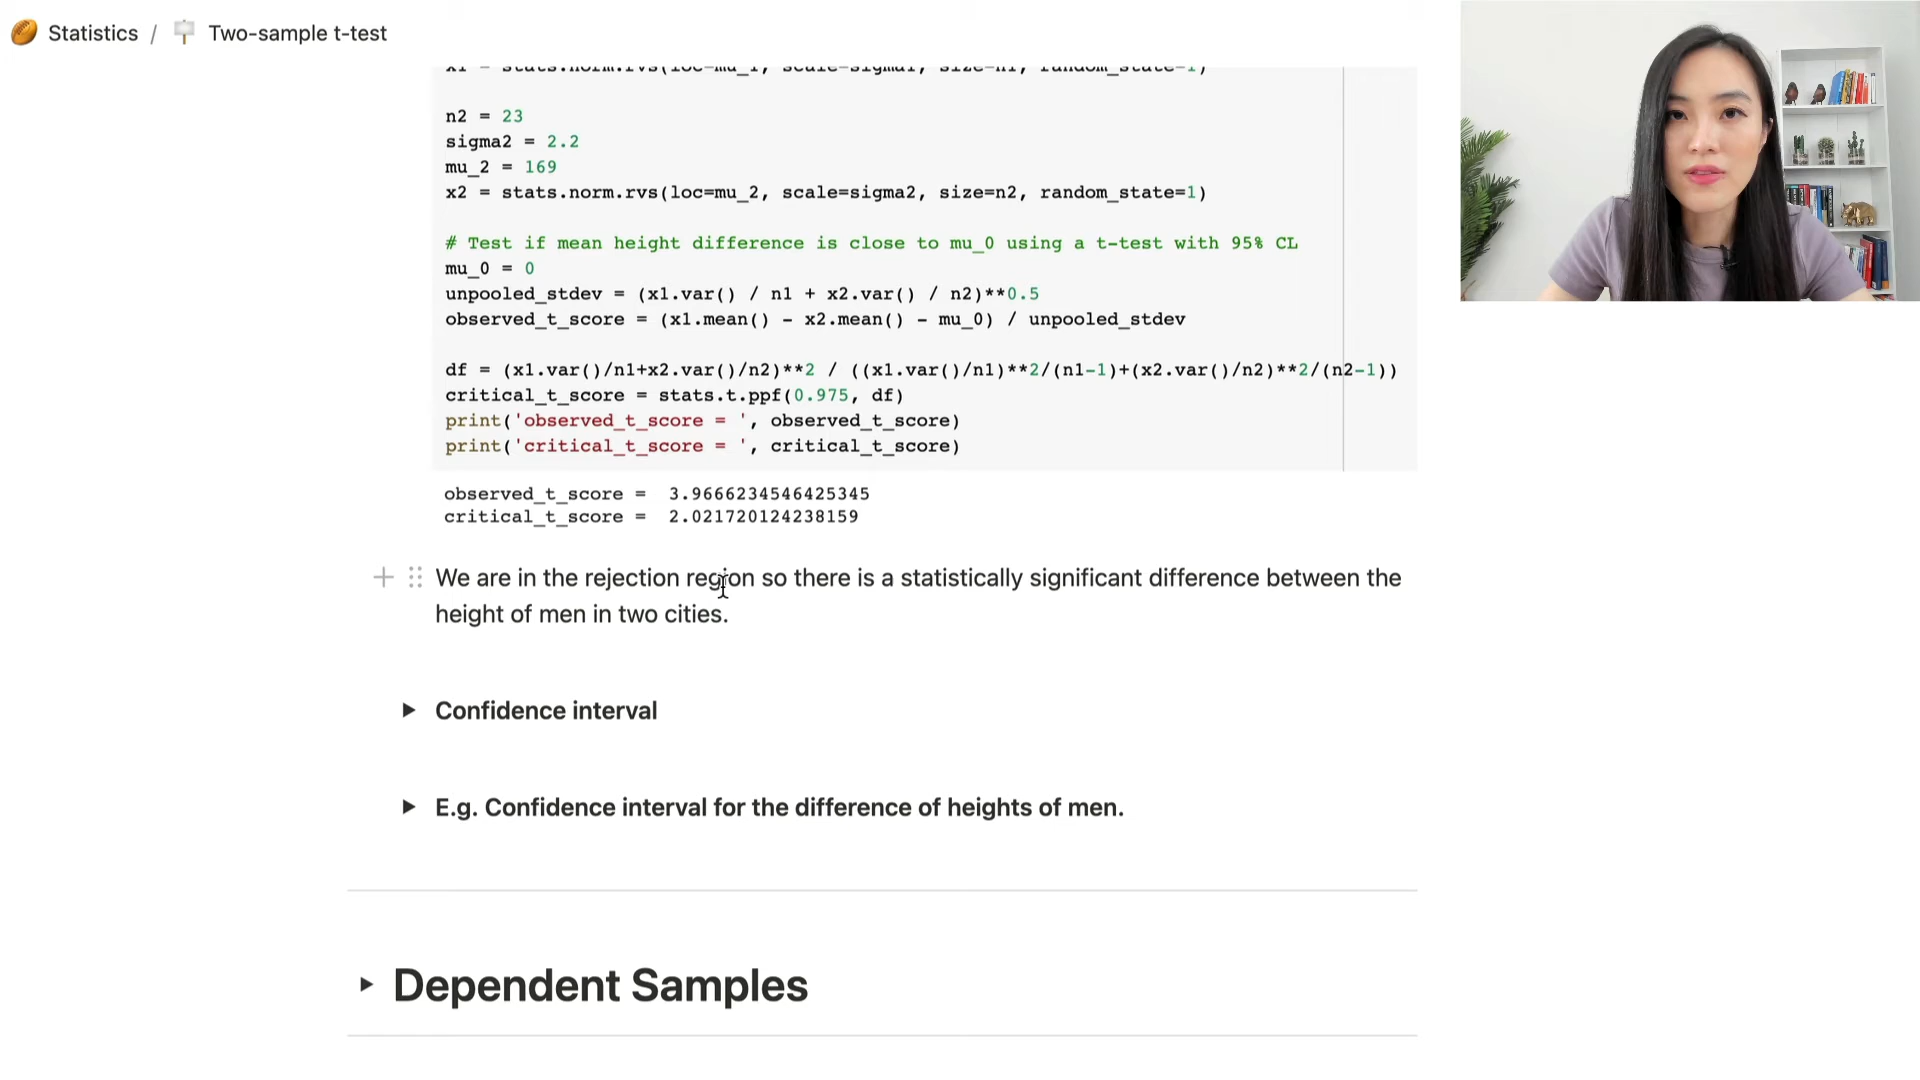 Statistics / Two-sample t-test
n2 = 23
sigma2 = 2.2
mu_2 = 169
x2 = stats.norm.rvs(loc=mu_2, scale=sigma2, size=n2, random_state=1)
# Test if mean height difference is close to mu_0 using a t-test with 95% CL
mu_0 = 0
unpooled_stdev = (x1.var() / n1 + x2.var() / n2)**0.5
observed_t_score = (x1.mean() - x2.mean() - mu_0) / unpooled_stdev
df = (x1.var()/n1+x2.var()/n2)**2 / ((x1.var()/n1)**2/(n1-1)+(x2.var()/n2)**2/(n2-1))
critical_t_score = stats.t.ppf(0.975, df)
print('observed_t_score = ', observed_t_score)
print('critical_t_score = ', critical_t_score)
observed_t_score =  3.9666234546425345
critical_t_score =  2.021720124238159
We are in the rejection region so there is a statistically significant difference between the
height of men in two cities.
Confidence interval
E.g. Confidence interval for the difference of heights of men.
Dependent Samples